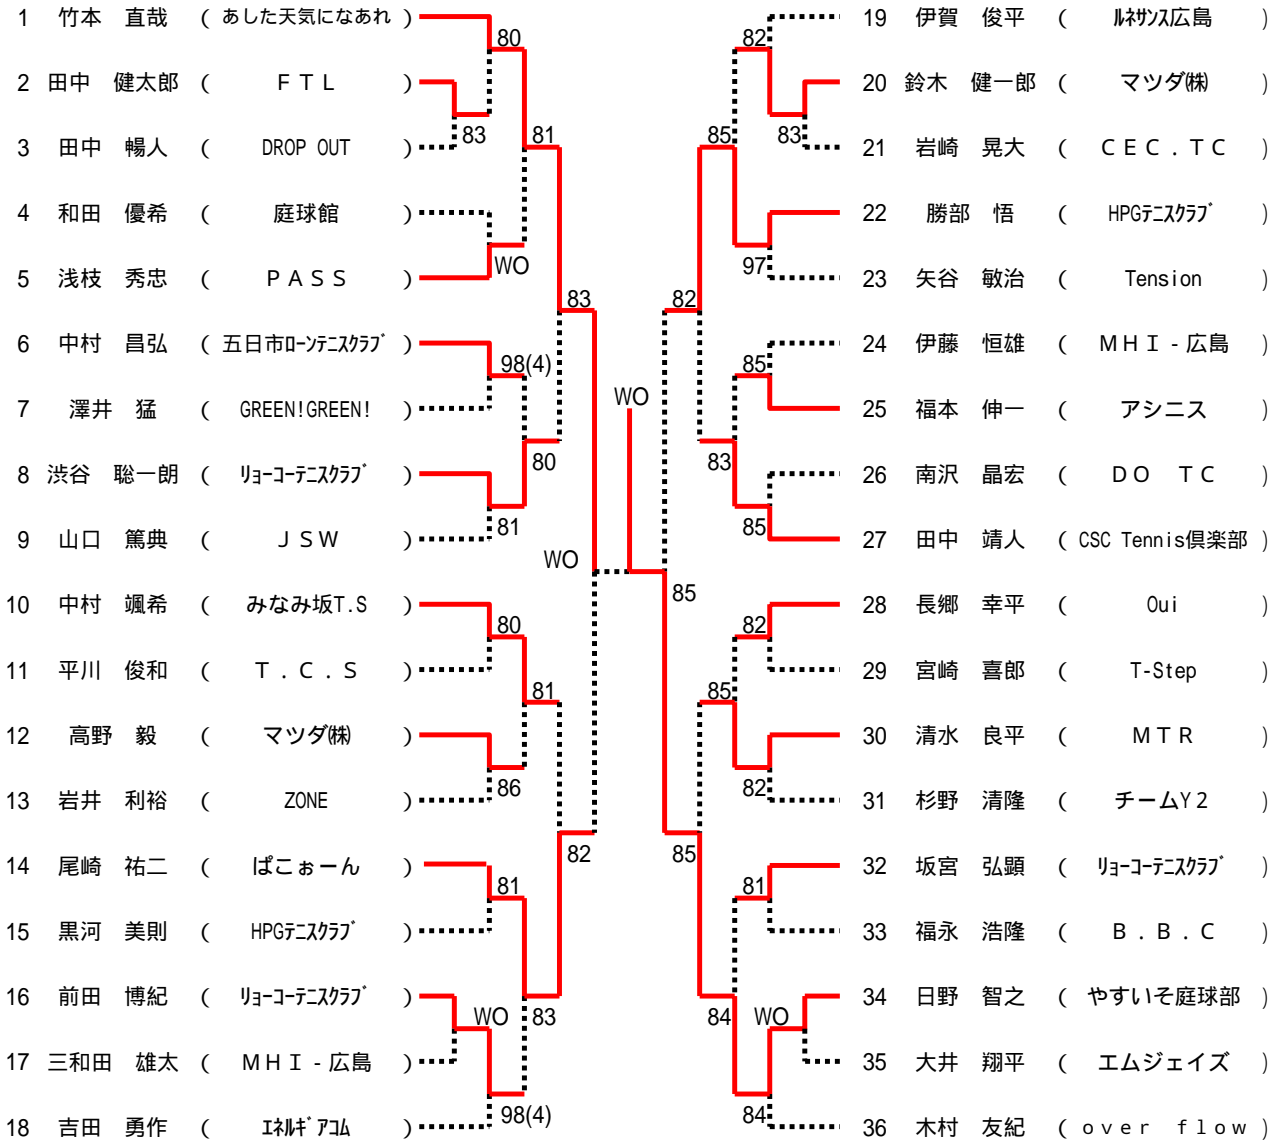 1 竹本 直哉 ( あした天気になあれ )
80
2 田中 健太郎 ( ＦＴＬ )
83
3 田中 暢人 ( DROP OUT )
81
4 和田 優希 ( 庭球館 )
WO
5 浅枝 秀忠 ( ＰＡＳＳ )
83
6 中村 昌弘 ( 五日市ﾛｰﾝﾃﾆｽｸﾗﾌﾞ )
98(4)
7 澤井 猛 ( GREEN!GREEN! )
80
8 渋谷 聡一朗 ( ﾘｮｰｺｰﾃﾆｽｸﾗﾌﾞ )
81
9 山口 篤典 ( ＪＳＷ )
WO
10 中村 颯希 ( みなみ坂T.S )
80
11 平川 俊和 ( Ｔ．Ｃ．Ｓ )
81
12 高野 毅 ( マツダ㈱ )
86
13 岩井 利裕 ( ZONE )
82
14 尾崎 祐二 ( ぱこぉーん )
81
15 黒河 美則 ( HPGﾃﾆｽｸﾗﾌﾞ )
83
16 前田 博紀 ( ﾘｮｰｺｰﾃﾆｽｸﾗﾌﾞ )
WO
17 三和田 雄太 ( ＭＨＩ-広島 )
98(4)
18 吉田 勇作 ( ｴﾈﾙｷﾞｱｺﾑ )
WO
85
19 伊賀 俊平 ( ﾙﾈｻﾝｽ広島 )
82
20 鈴木 健一郎 ( マツダ㈱ )
83
21 岩崎 晃大 ( ＣＥＣ．ＴＣ )
85
22 勝部 悟 ( HPGﾃﾆｽｸﾗﾌﾞ )
97
23 矢谷 敏治 ( Tension )
82
24 伊藤 恒雄 ( ＭＨＩ-広島 )
85
25 福本 伸一 ( アシニス )
83
26 南沢 晶宏 ( ＤＯ ＴＣ )
85
27 田中 靖人 ( CSC Tennis倶楽部 )
28 長郷 幸平 ( Oui )
82
29 宮崎 喜郎 ( T-Step )
85
30 清水 良平 ( ＭＴＲ )
82
31 杉野 清隆 ( チームY２ )
85
32 坂宮 弘顕 ( ﾘｮｰｺｰﾃﾆｽｸﾗﾌﾞ )
81
33 福永 浩隆 ( Ｂ．Ｂ．Ｃ )
84
34 日野 智之 ( やすいそ庭球部 )
WO
35 大井 翔平 ( エムジェイズ )
84
36 木村 友紀 ( ｏｖｅｒ ｆｌｏｗ )